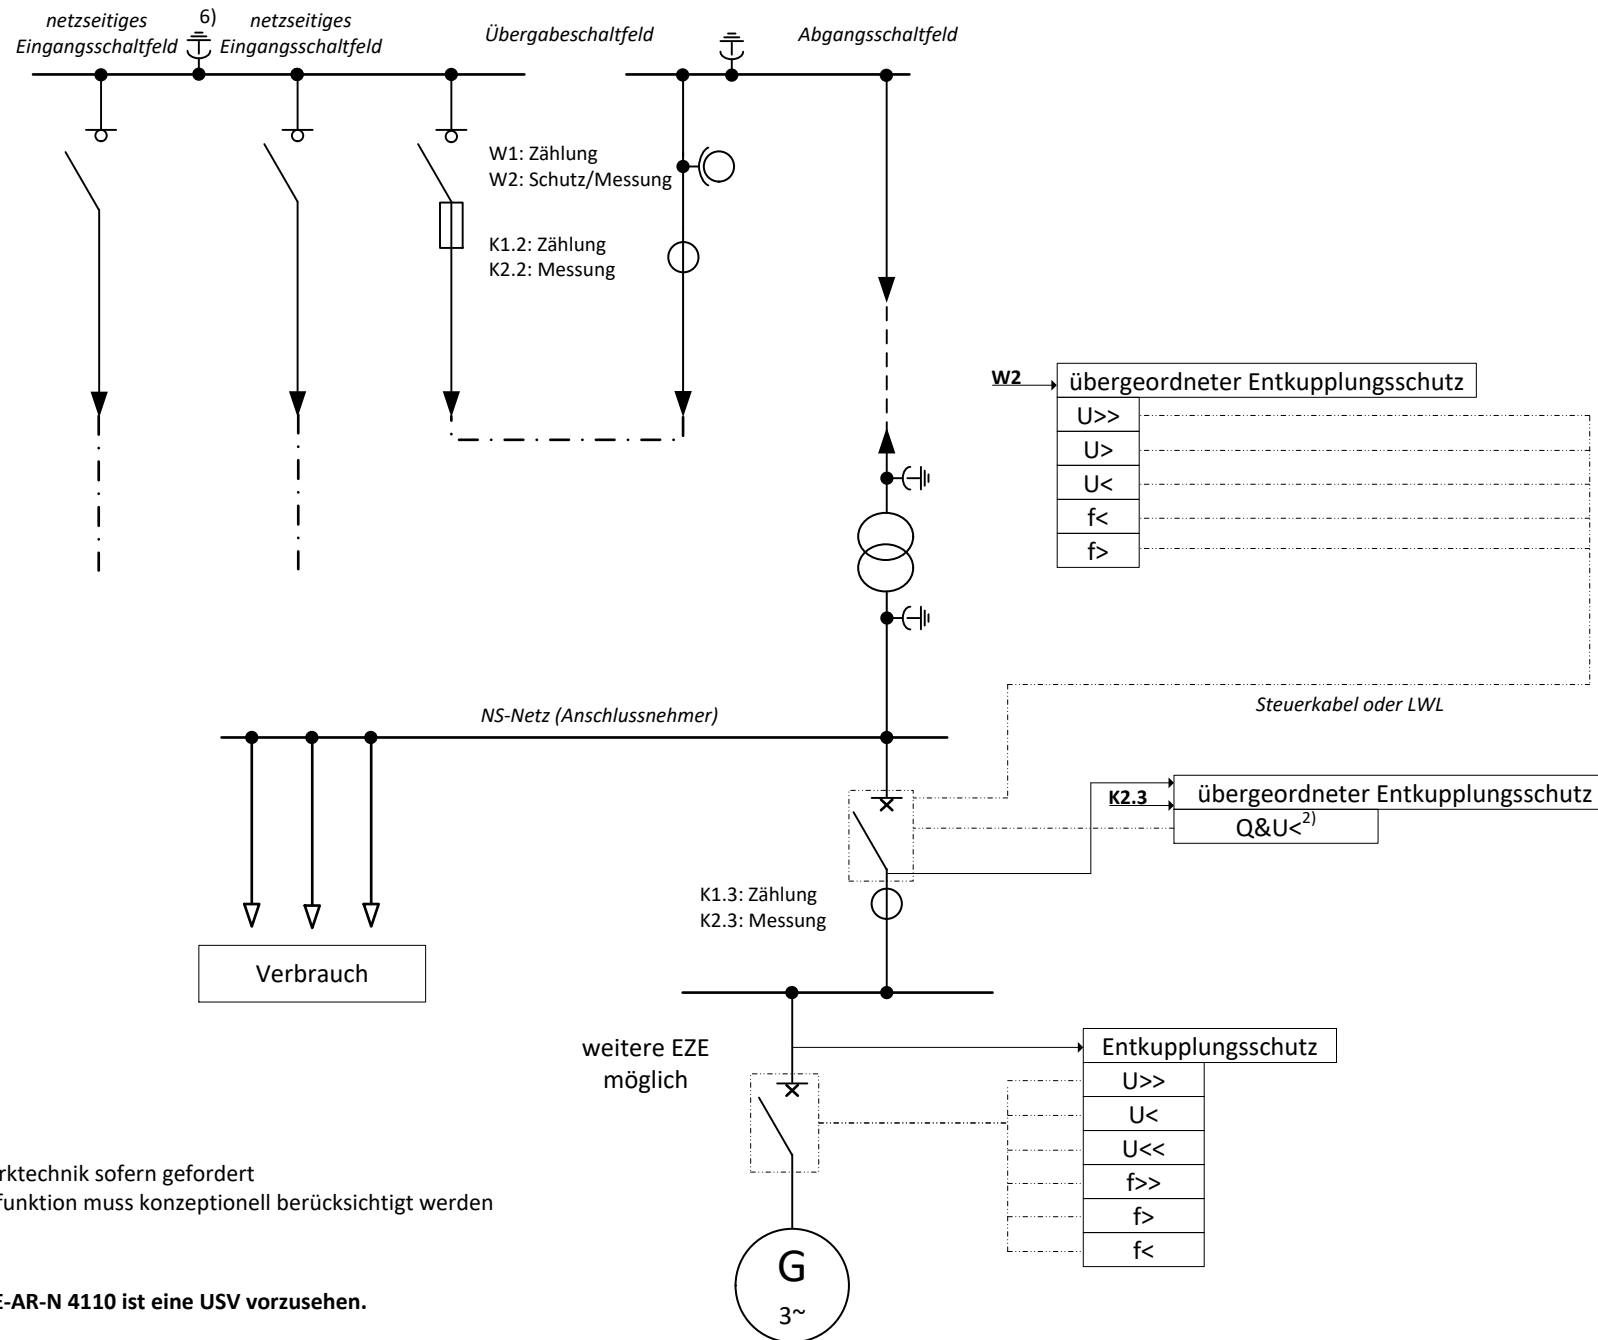 netzseitiges
Eingangsschaltfeld
6)
netzseitiges
Eingangsschaltfeld
Übergabeschaltfeld
Abgangsschaltfeld
W1: Zählung
W2: Schutz/Messung
K1.2: Zählung
K2.2: Messung
W2
übergeordneter Entkupplungsschutz
U>>
U>
U<
f<
f>
Steuerkabel oder LWL
NS-Netz (Anschlussnehmer)
K2.3
übergeordneter Entkupplungsschutz
Q&U<2)
K1.3: Zählung
K2.3: Messung
Verbrauch
weitere EZE
möglich
Entkupplungsschutz
U>>
U<
U<<
f>>
f>
f<
rktechnik sofern gefordert
funktion muss konzeptionell berücksichtigt werden
G
3~
E-AR-N 4110 ist eine USV vorzusehen.